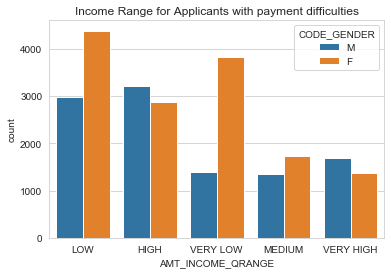 Income Range for Applicants with payment difficulties
CODE_GENDER
M
F
4000
3000
2000
1000
0
count
LOW HIGH VERY LOW MEDIUM VERY HIGH
AMT_INCOME_QRANGE